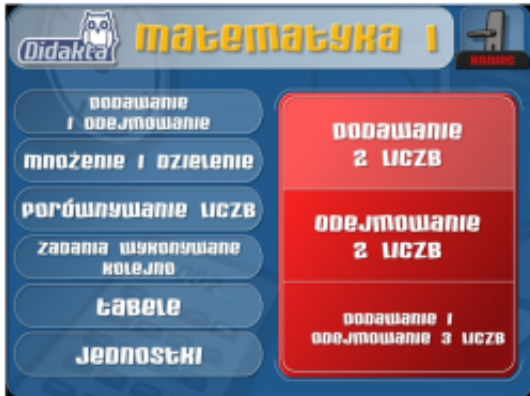 Didakta
matematyka 1
KONIEC
DODAWANIE
I ODEJMOWANIE
MNOŻENIE I DZIELENIE
PORÓWNYWANIE LICZB
ZADANIA WYKONYWANE
KOLEJNO
TABELE
JEDNOSTKI
DODAWANIE
2 LICZB
ODEJMOWANIE
2 LICZB
DODAWANIE I
ODEJMOWANIE 3 LICZB